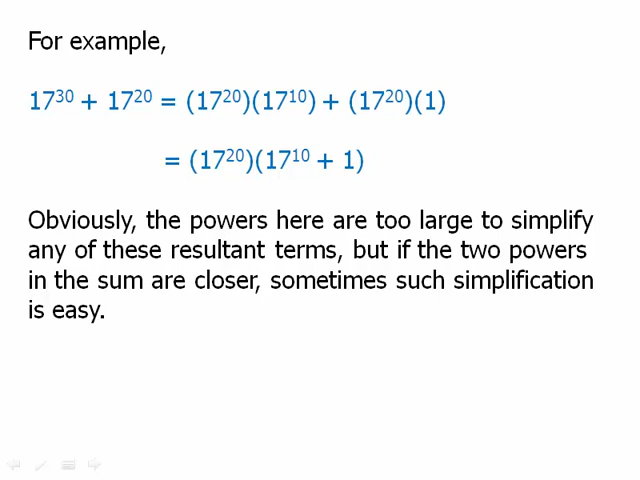 For example,
17³⁰ + 17²⁰ = (17²⁰)(17¹⁰) + (17²⁰)(1)
= (17²⁰)(17¹⁰ + 1)
Obviously, the powers here are too large to simplify
any of these resultant terms, but if the two powers
in the sum are closer, sometimes such simplification
is easy.